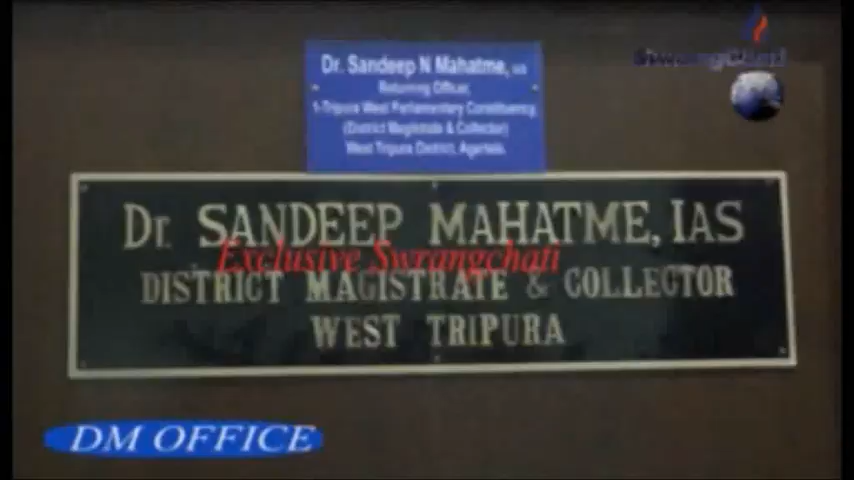 Dr. Sandeep N Mahatme, IAS
Returning Officer,
1-Tripura West Parliamentary Constituency,
(District Magistrate & Collector)
West Tripura District, Agartala.
Swrangchati
Dr. SANDEEP MAHATME, IAS
Exclusive Swrangchati
DISTRICT MAGISTRATE & COLLECTOR
WEST TRIPURA
DM OFFICE